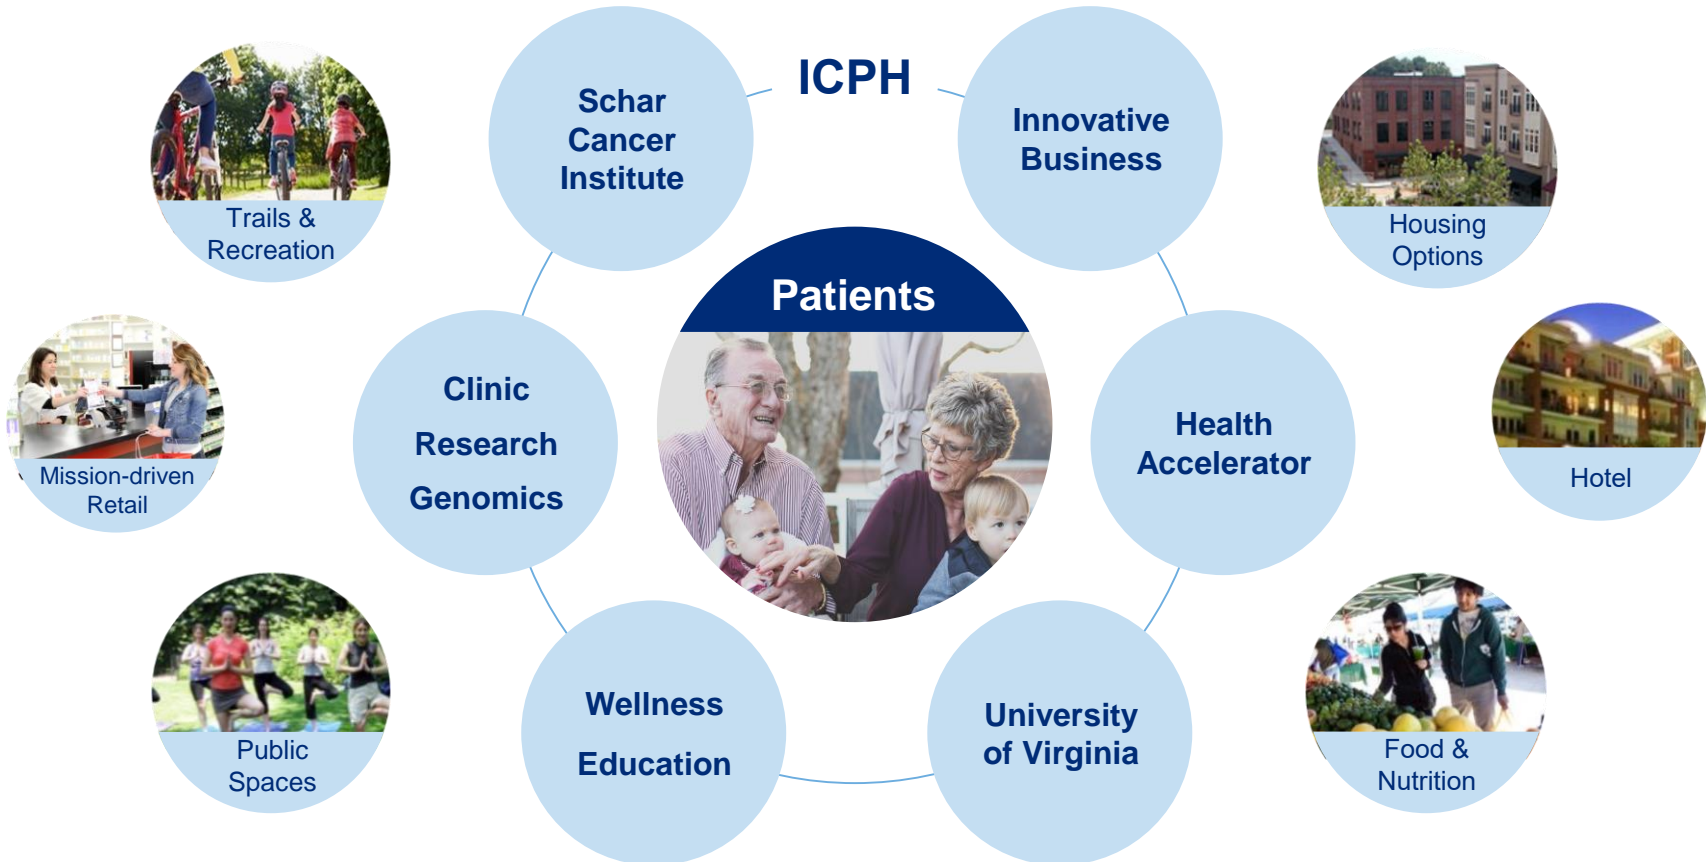 ICPH
Schar
Cancer
Institute
Innovative
Business
Trails &
Recreation
Housing
Options
Patients
Mission-driven
Retail
Clinic
Research
Genomics
Health
Accelerator
Hotel
Public
Spaces
Wellness
Education
University
of Virginia
Food &
Nutrition